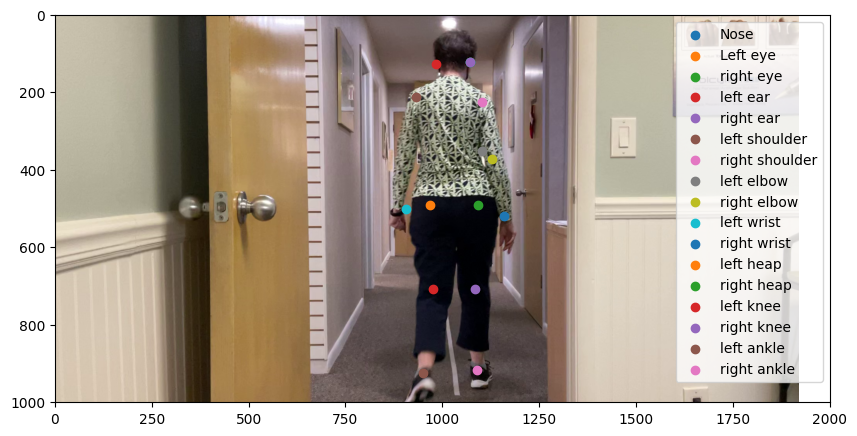 0
200
400
600
800
1000
0
250
500
750
1000
1250
1500
1750
2000
Nose
Left eye
right eye
left ear
right ear
left shoulder
right shoulder
left elbow
right elbow
left wrist
right wrist
left heap
right heap
left knee
right knee
left ankle
right ankle